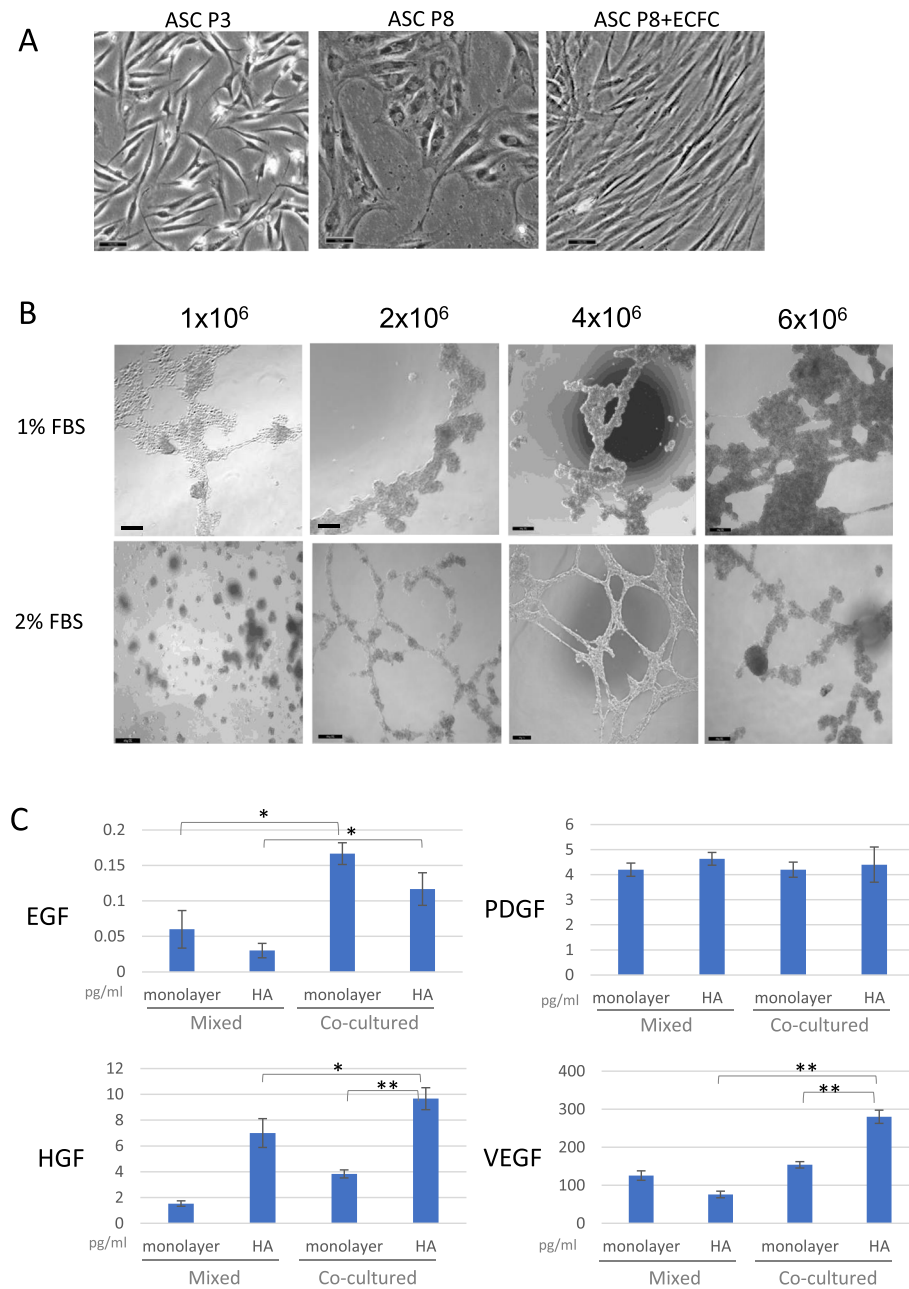 A
ASC P3
ASC P8
ASC P8+ECFC
B
1x10⁶
2x10⁶
4x10⁶
6x10⁶
1% FBS
2% FBS
C
EGF
0.2
0.15
0.1
0.05
0
*
*
pg/ml
monolayer
HA
monolayer
HA
Mixed
Co-cultured
PDGF
6
5
4
3
2
1
0
pg/ml
monolayer
HA
monolayer
HA
Mixed
Co-cultured
HGF
12
10
8
6
4
2
0
*
**
pg/ml
monolayer
HA
monolayer
HA
Mixed
Co-cultured
VEGF
400
300
200
100
0
**
**
pg/ml
monolayer
HA
monolayer
HA
Mixed
Co-cultured